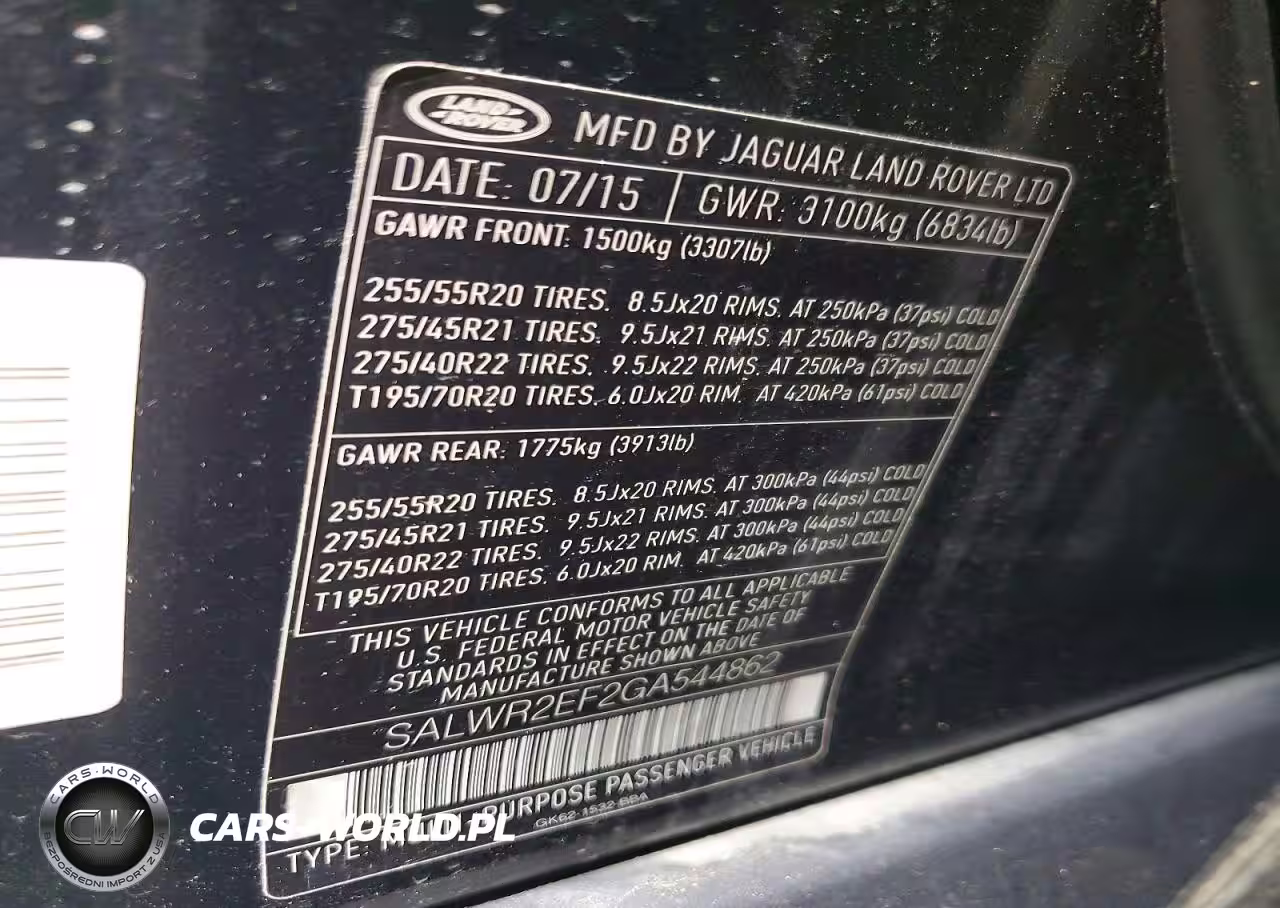 LAND ROVER
MFD BY JAGUAR LAND ROVER LTD
DATE: 07/15 GWR: 3100kg (6834lb)
GAWR FRONT: 1500kg (3307lb)
255/55R20 TIRES. 8.5Jx20 RIMS. AT 250kPa (37psi) COLD
275/45R21 TIRES. 9.5Jx21 RIMS. AT 250kPa (37psi) COLD
275/40R22 TIRES. 9.5Jx22 RIMS. AT 250kPa (37psi) COLD
T195/70R20 TIRES. 6.0Jx20 RIM. AT 420kPa (61psi) COLD
GAWR REAR: 1775kg (3913lb)
255/55R20 TIRES. 8.5Jx20 RIMS. AT 300kPa (44psi) COLD
275/45R21 TIRES. 9.5Jx21 RIMS. AT 300kPa (44psi) COLD
275/40R22 TIRES. 9.5Jx22 RIMS. AT 300kPa (44psi) COLD
T195/70R20 TIRES. 6.0Jx20 RIM. AT 420kPa (61psi) COLD
THIS VEHICLE CONFORMS TO ALL APPLICABLE
U.S. FEDERAL MOTOR VEHICLE SAFETY
STANDARDS IN EFFECT ON THE DATE OF
MANUFACTURE SHOWN ABOVE
SALWR2EF2GA544862
TYPE: PURPOSE PASSENGER VEHICLE
CARS-WORLD
CW
BEZPOŚREDNI IMPORT Z USA
CARS-WORLD.PL